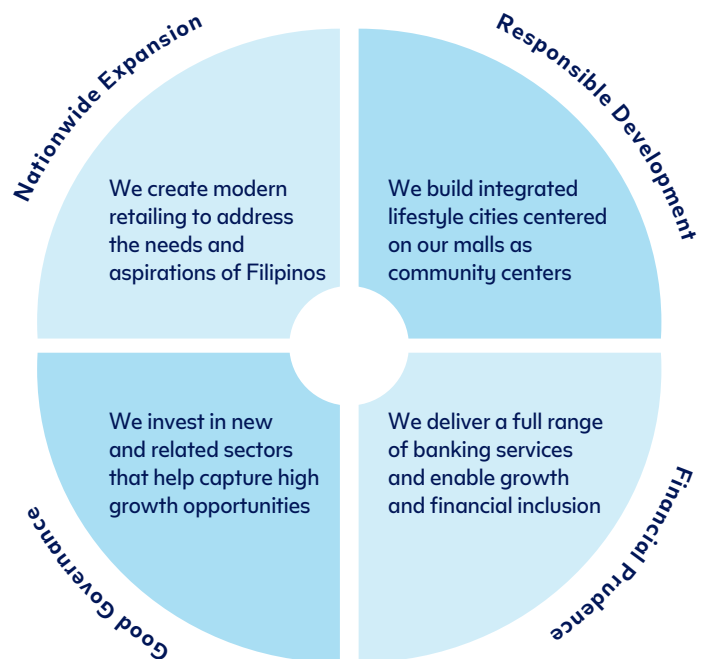 Nationwide Expansion
Responsible Development
We create modern
retailing to address
the needs and
aspirations of Filipinos
We build integrated
lifestyle cities centered
on our malls as
community centers
We invest in new
and related sectors
that help capture high
growth opportunities
We deliver a full range
of banking services
and enable growth
and financial inclusion
Good Governance
Financial Prudence